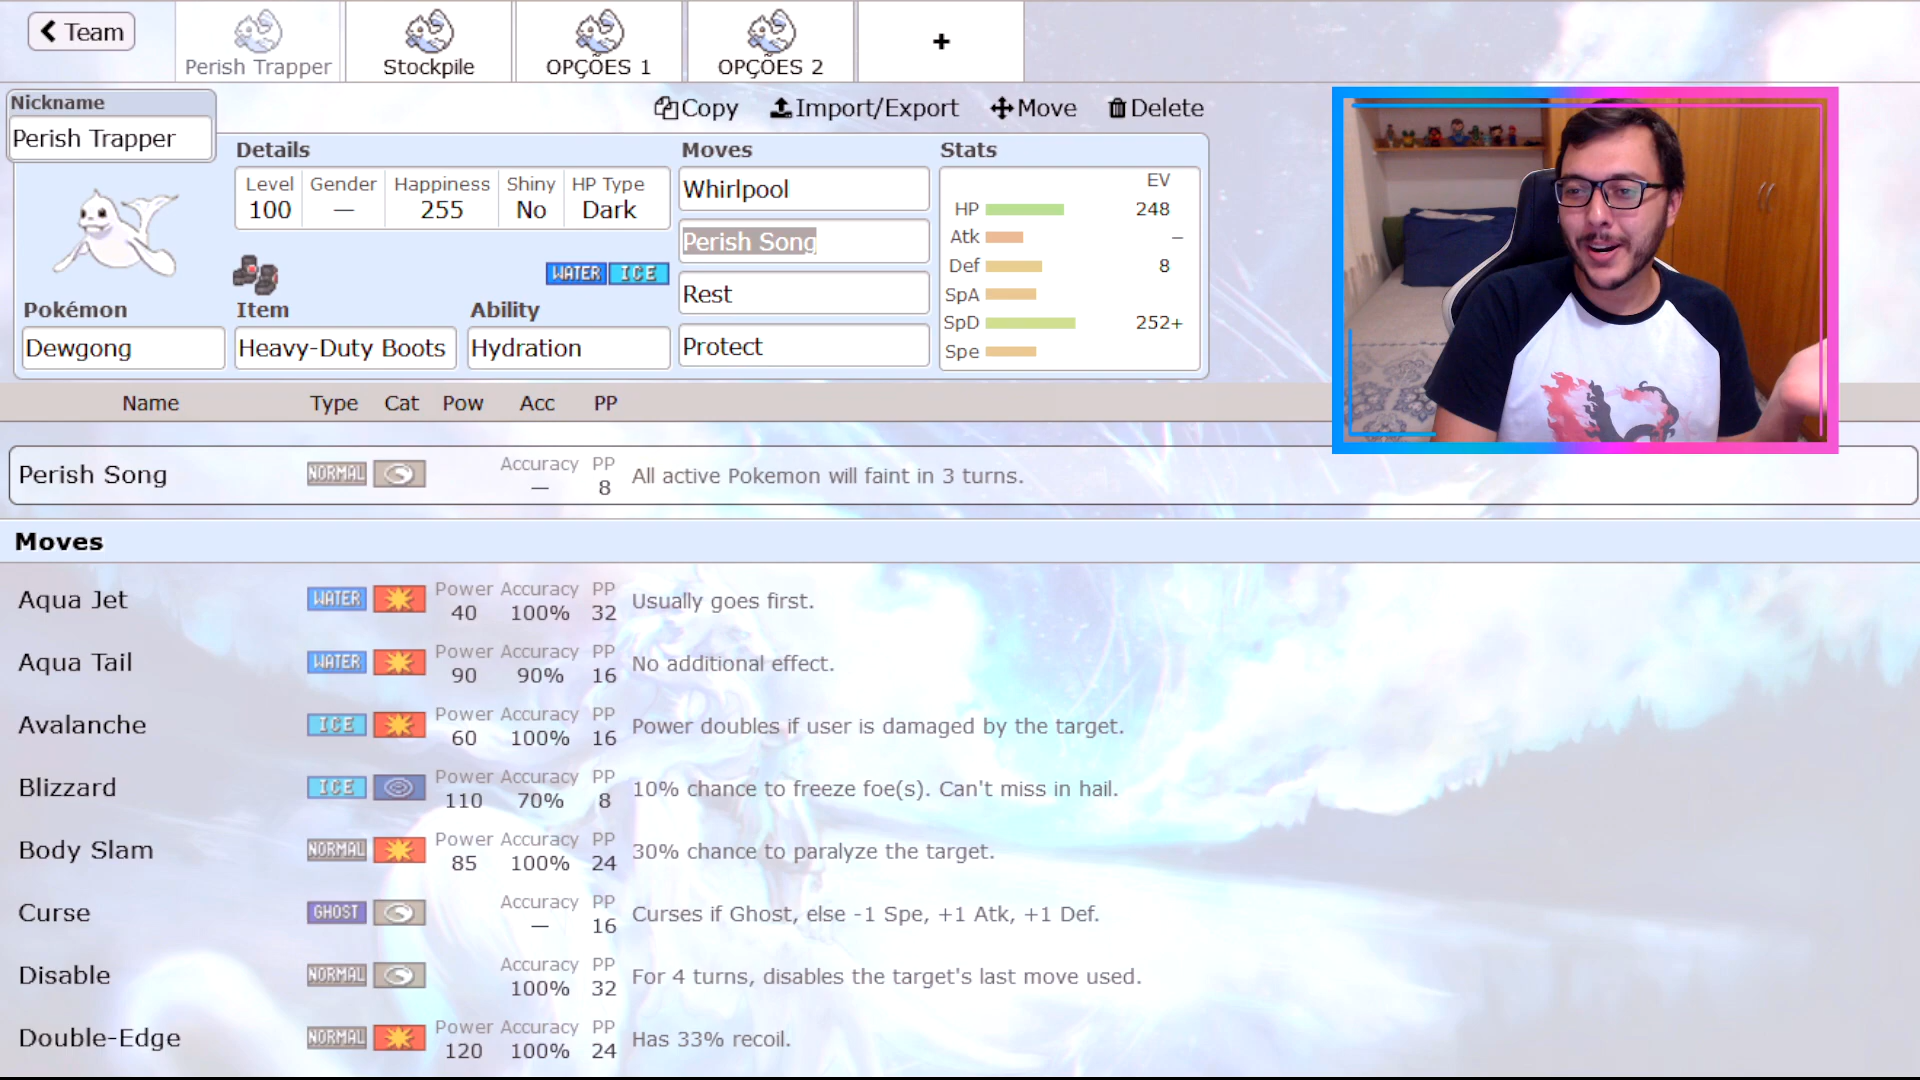 Team
Perish Trapper
Stockpile
OPÇÕES 1
OPÇÕES 2
+
Nickname
Perish Trapper
Copy
Import/Export
Move
Delete
Details
Level
100
Gender
—
Happiness
255
Shiny
No
HP Type
Dark
WATER ICE
Pokémon
Dewgong
Item
Heavy-Duty Boots
Ability
Hydration
Moves
Whirlpool
Perish Song
Rest
Protect
Stats
EV
HP 248
Atk –
Def 8
SpA
SpD 252+
Spe
Name Type Cat Pow Acc PP
Perish Song NORMAL Accuracy — PP 8 All active Pokemon will faint in 3 turns.
Moves
Aqua Jet WATER Power 40 Accuracy 100% PP 32 Usually goes first.
Aqua Tail WATER Power 90 Accuracy 90% PP 16 No additional effect.
Avalanche ICE Power 60 Accuracy 100% PP 16 Power doubles if user is damaged by the target.
Blizzard ICE Power 110 Accuracy 70% PP 8 10% chance to freeze foe(s). Can't miss in hail.
Body Slam NORMAL Power 85 Accuracy 100% PP 24 30% chance to paralyze the target.
Curse GHOST Accuracy — PP 16 Curses if Ghost, else -1 Spe, +1 Atk, +1 Def.
Disable NORMAL Accuracy 100% PP 32 For 4 turns, disables the target's last move used.
Double-Edge NORMAL Power 120 Accuracy 100% PP 24 Has 33% recoil.